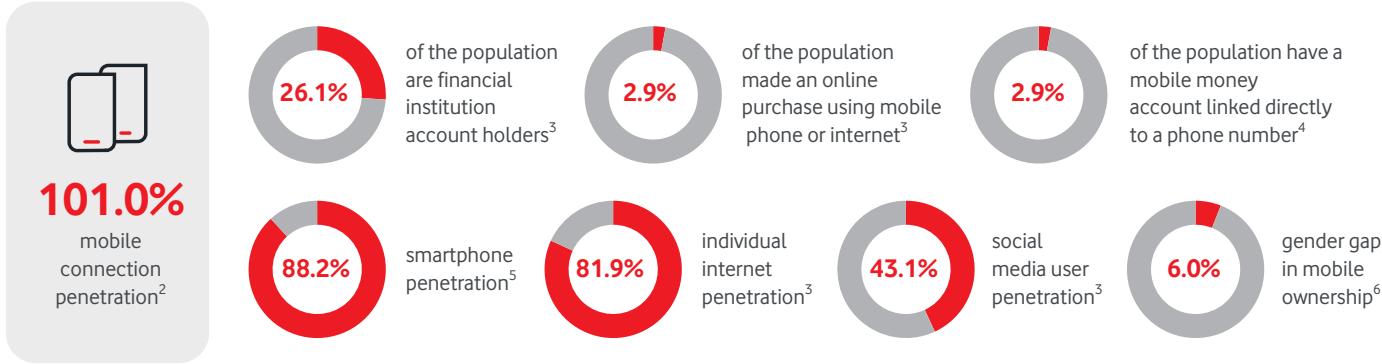 101.0%
mobile
connection
penetration²
26.1%
of the population
are financial
institution
account holders³
2.9%
of the population
made an online
purchase using mobile
phone or internet³
2.9%
of the population have a
mobile money
account linked directly
to a phone number⁴
88.2%
smartphone
penetration⁵
81.9%
individual
internet
penetration³
43.1%
social
media user
penetration³
6.0%
gender gap
in mobile
ownership⁶